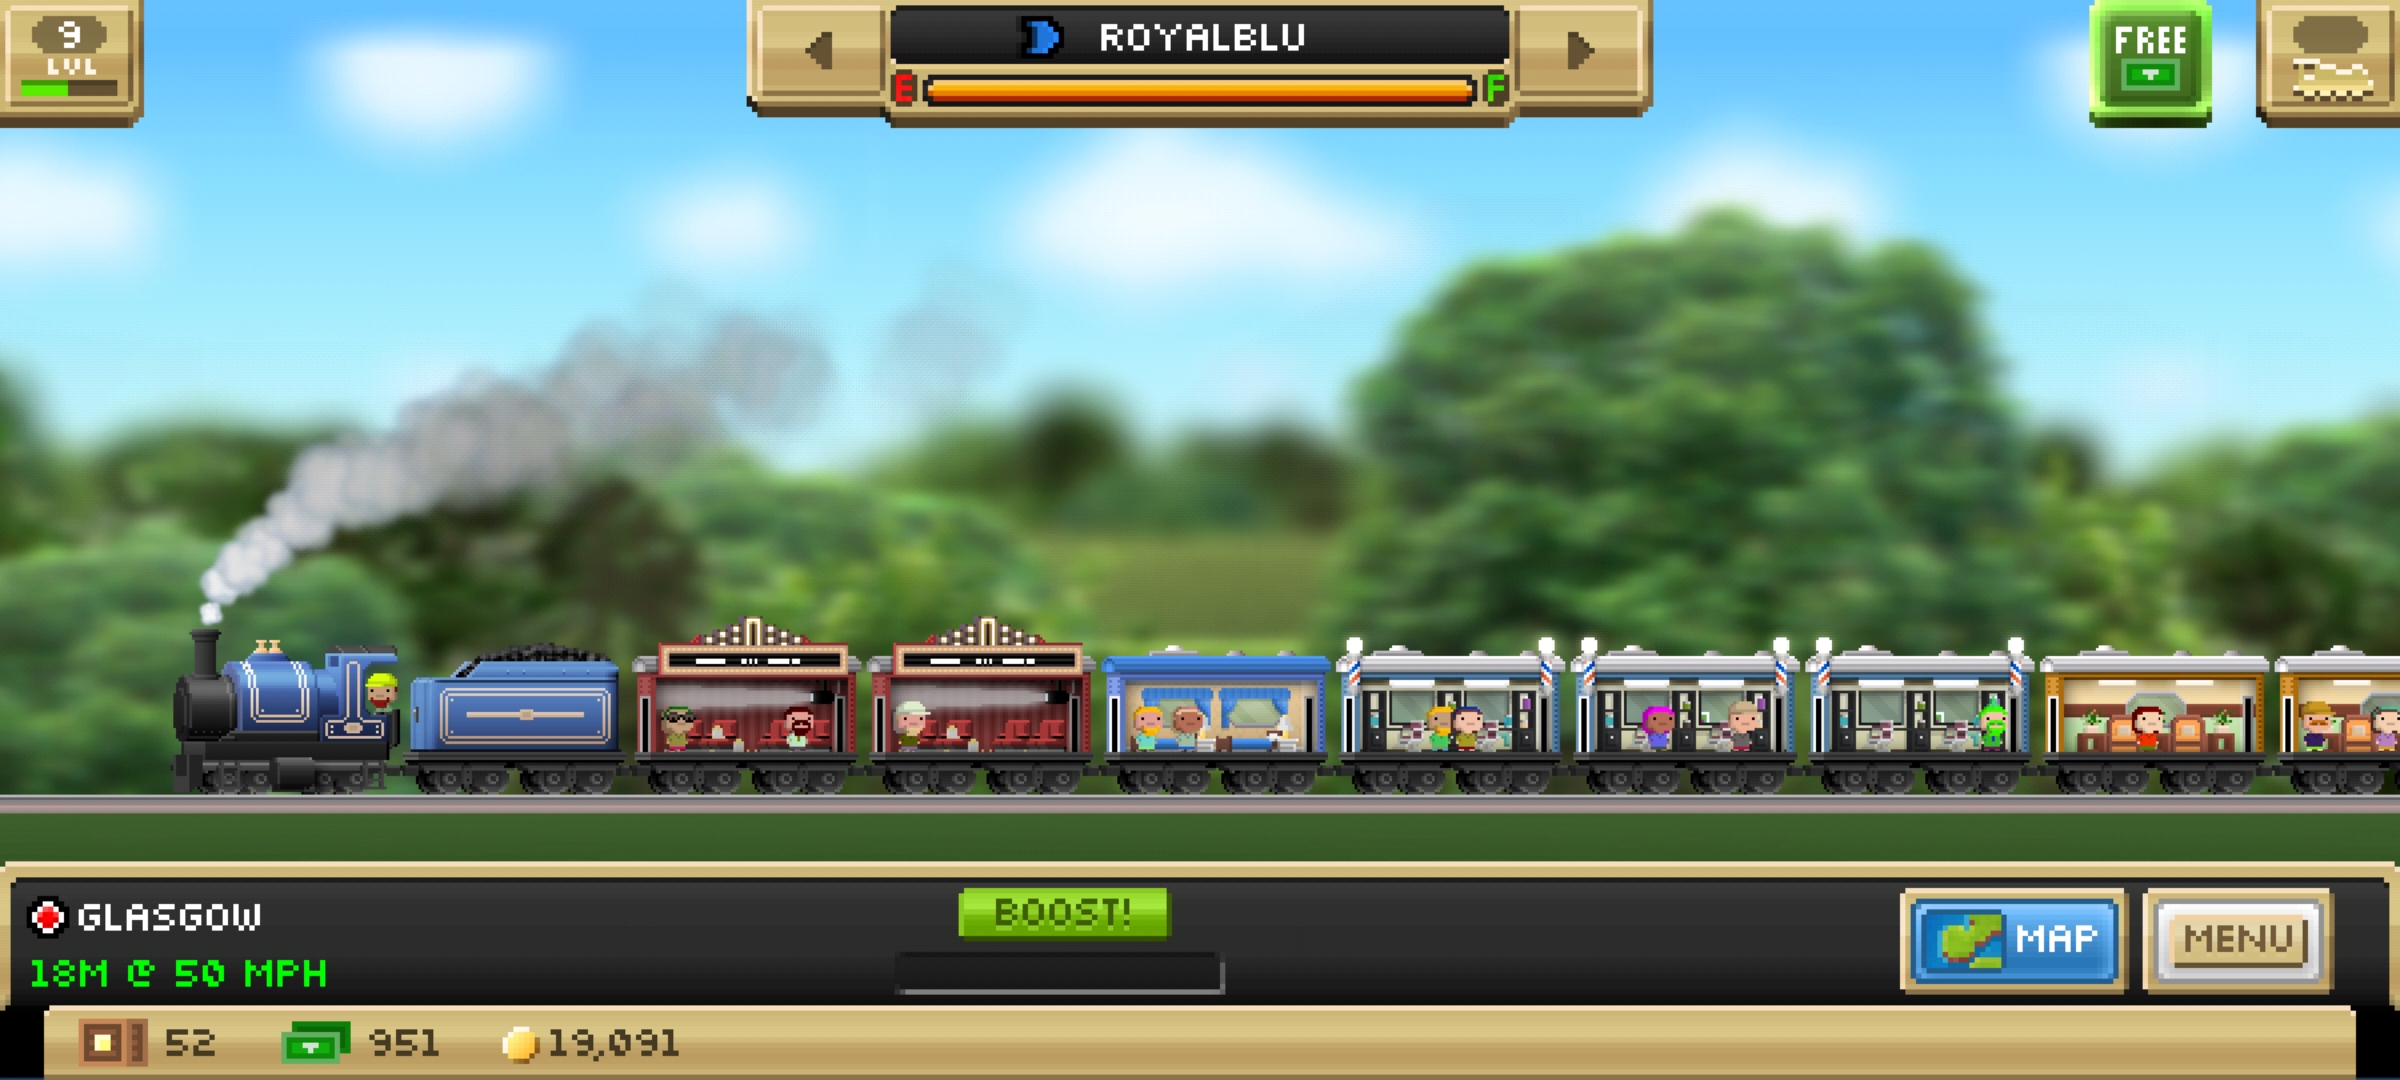 9
LVL
ROYALBLU
E F
FREE
GLASGOW
18M @ 50 MPH
BOOST!
MAP
MENU
52 951 19,091